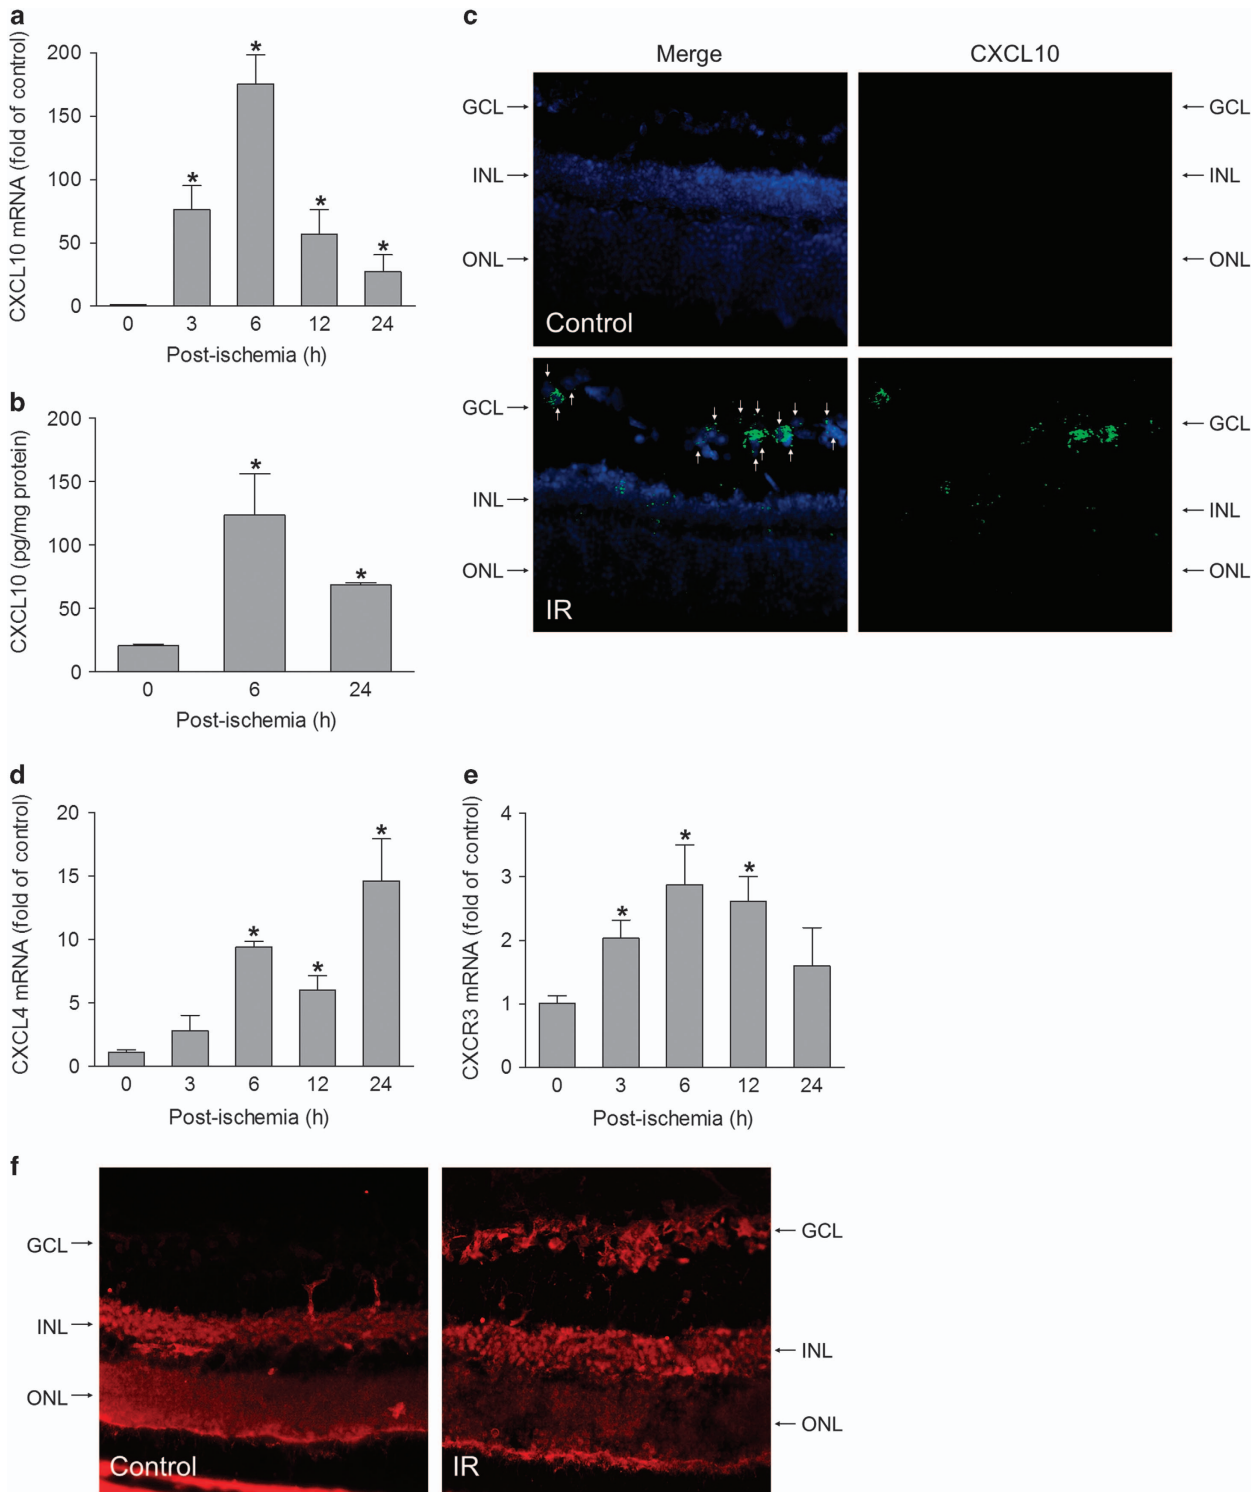 a
CXCL10 mRNA (fold of control)
200
150
100
50
0
* * * *
0 3 6 12 24
Post-ischemia (h)
b
CXCL10 (pg/mg protein)
200
150
100
50
0
* *
0 6 24
Post-ischemia (h)
c
Merge CXCL10
GCL GCL
INL INL
ONL ONL
Control
GCL GCL
INL INL
ONL ONL
IR
d
CXCL4 mRNA (fold of control)
20
15
10
5
0
* * *
0 3 6 12 24
Post-ischemia (h)
e
CXCR3 mRNA (fold of control)
4
3
2
1
0
* * *
0 3 6 12 24
Post-ischemia (h)
f
GCL GCL
INL INL
ONL ONL
Control IR